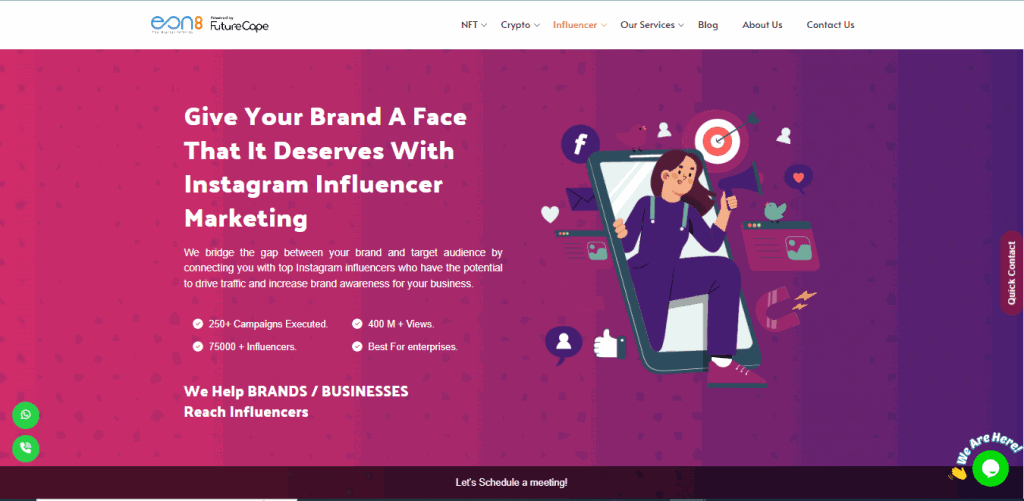 eon8
Powered by
FutureCape
NFT
Crypto
Influencer
Our Services
Blog
About Us
Contact Us
Give Your Brand A Face
That It Deserves With
Instagram Influencer
Marketing
We bridge the gap between your brand and target audience by
connecting you with top Instagram influencers who have the potential
to drive traffic and increase brand awareness for your business.
250+ Campaigns Executed.
400 M + Views.
75000 + Influencers.
Best For enterprises.
We Help BRANDS / BUSINESSES
Reach Influencers
Quick Contact
We Are Here!
Let's Schedule a meeting!